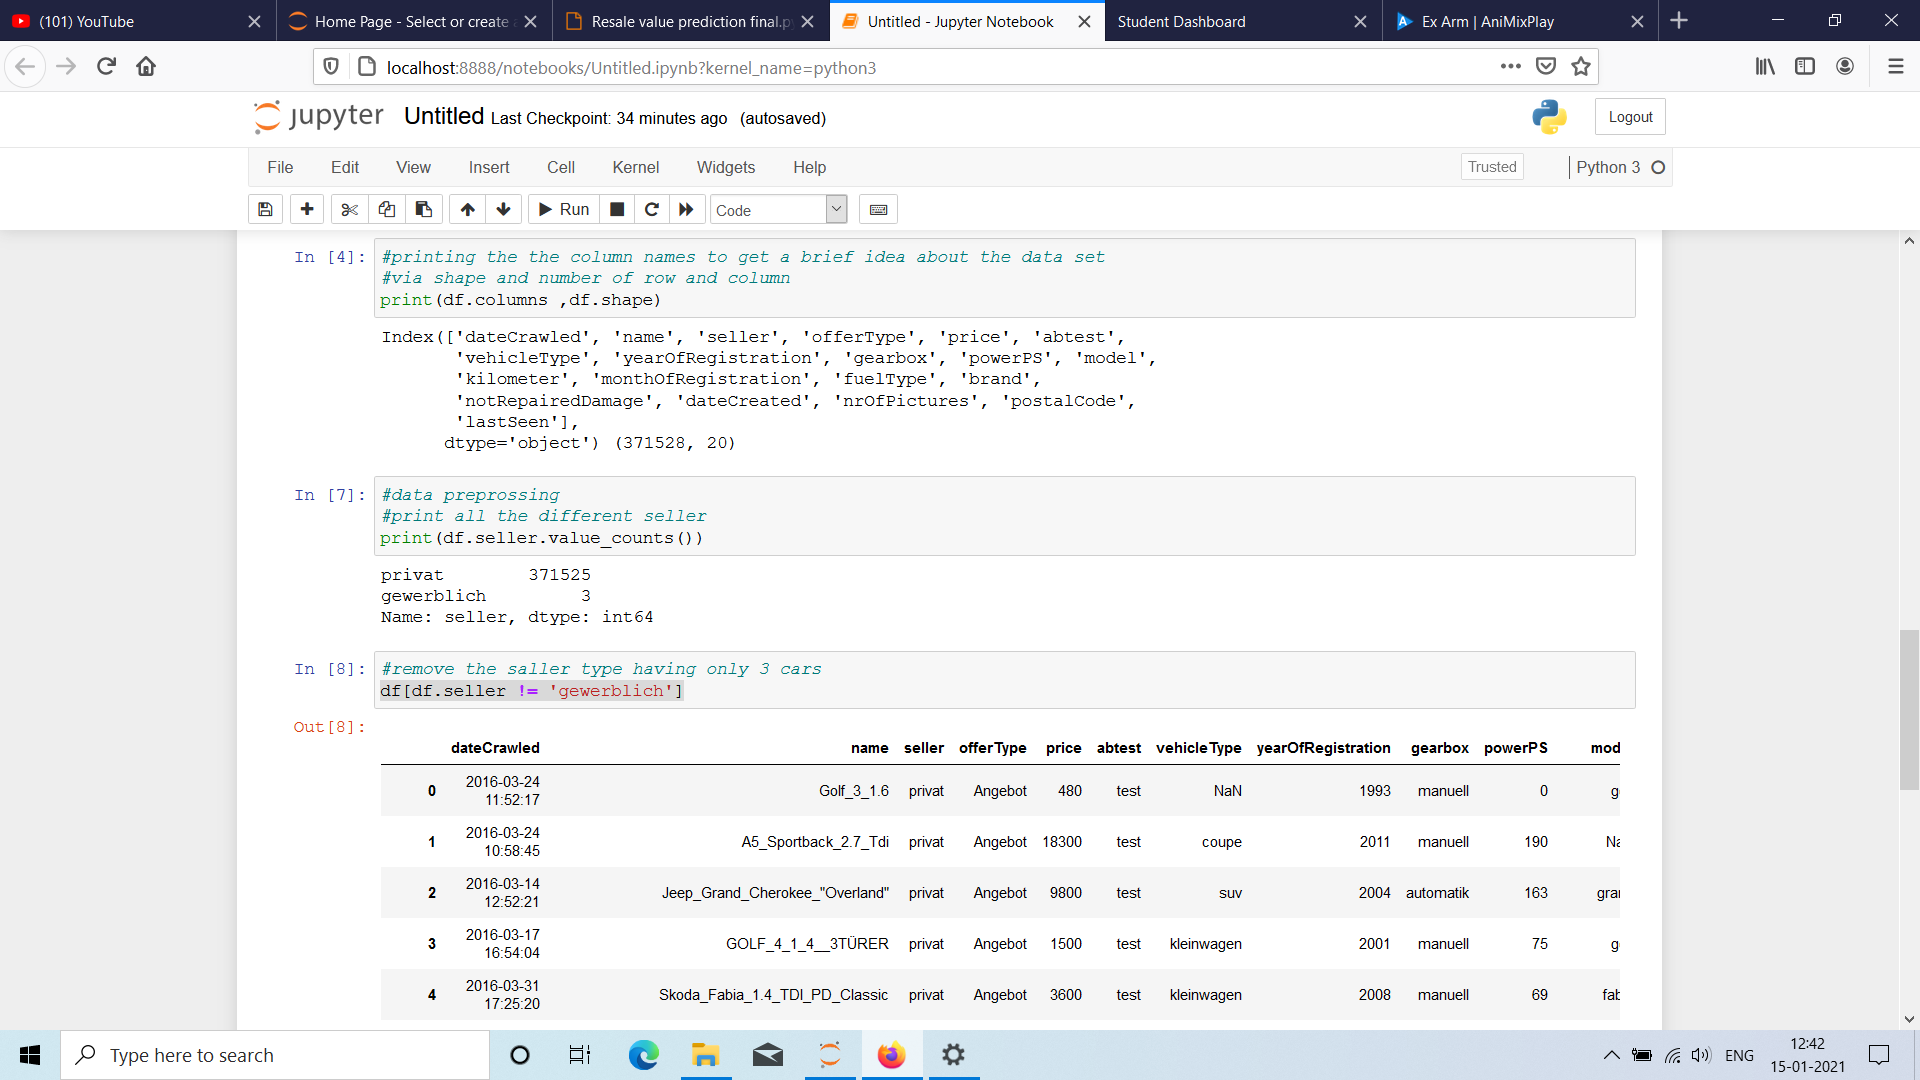 (101) YouTube
Home Page - Select or create a
Resale value prediction final.p
Untitled - Jupyter Notebook
Student Dashboard
Ex Arm | AniMixPlay
localhost:8888/notebooks/Untitled.ipynb?kernel_name=python3
jupyter Untitled Last Checkpoint: 34 minutes ago (autosaved)
Logout
File Edit View Insert Cell Kernel Widgets Help
Trusted
Python 3
Run
Code
In [4]: #printing the the column names to get a brief idea about the data set
#via shape and number of row and column
print(df.columns ,df.shape)
Index(['dateCrawled', 'name', 'seller', 'offerType', 'price', 'abtest',
'vehicleType', 'yearOfRegistration', 'gearbox', 'powerPS', 'model',
'kilometer', 'monthOfRegistration', 'fuelType', 'brand',
'notRepairedDamage', 'dateCreated', 'nrOfPictures', 'postalCode',
'lastSeen'],
dtype='object') (371528, 20)
In [7]: #data preprossing
#print all the different seller
print(df.seller.value_counts())
privat 371525
gewerblich 3
Name: seller, dtype: int64
In [8]: #remove the saller type having only 3 cars
df[df.seller != 'gewerblich']
Out[8]:
dateCrawled name seller offerType price abtest vehicleType yearOfRegistration gearbox powerPS mod
0 2016-03-24 11:52:17 Golf_3_1.6 privat Angebot 480 test NaN 1993 manuell 0 g
1 2016-03-24 10:58:45 A5_Sportback_2.7_Tdi privat Angebot 18300 test coupe 2011 manuell 190 Na
2 2016-03-14 12:52:21 Jeep_Grand_Cherokee_"Overland" privat Angebot 9800 test suv 2004 automatik 163 gra
3 2016-03-17 16:54:04 GOLF_4_1_4__3TÜRER privat Angebot 1500 test kleinwagen 2001 manuell 75 g
4 2016-03-31 17:25:20 Skoda_Fabia_1.4_TDI_PD_Classic privat Angebot 3600 test kleinwagen 2008 manuell 69 fab
Type here to search
ENG
12:42
15-01-2021